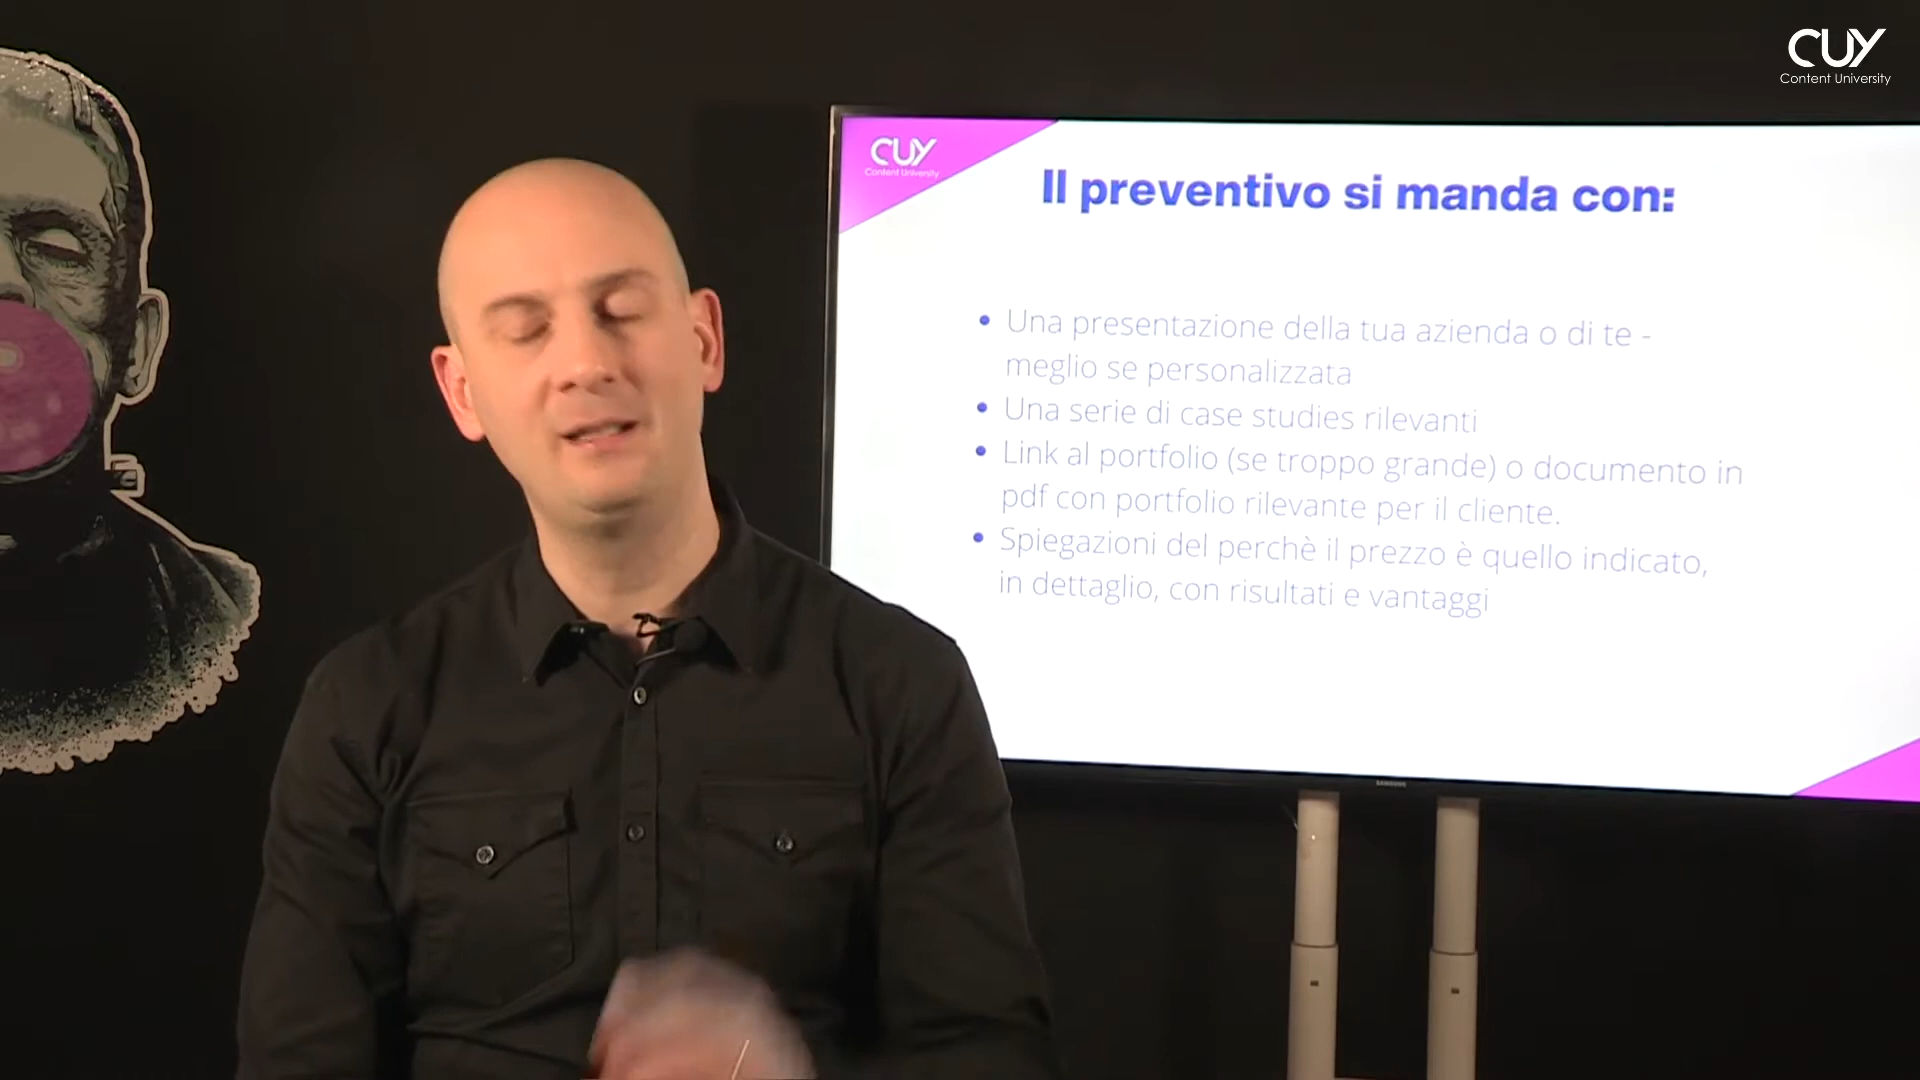 CUY
Content University
CUY
Content University
Il preventivo si manda con:
• Una presentazione della tua azienda o di te -
meglio se personalizzata
• Una serie di case studies rilevanti
• Link al portfolio (se troppo grande) o documento in
pdf con portfolio rilevante per il cliente.
• Spiegazioni del perchè il prezzo è quello indicato,
in dettaglio, con risultati e vantaggi
SAMSUNG